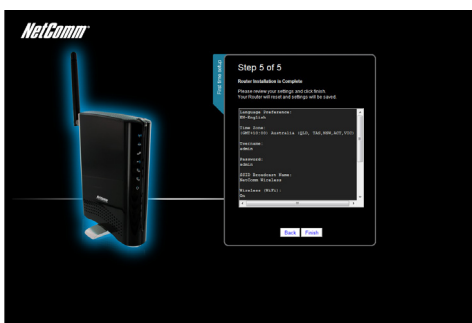 NetComm
First time setup
Step 5 of 5
Router Installation is Complete
Please review your settings and click finish.
Your Router will reset and settings will be saved.
Language Preference:
EN-English
Time Zone:
(GMT+10:00) Australia (QLD, TAS,NSW,ACT,VIC)
Username:
admin
Password:
admin
SSID Broadcast Name:
NetComm Wireless
Wireless (WiFi):
On
Back Finish